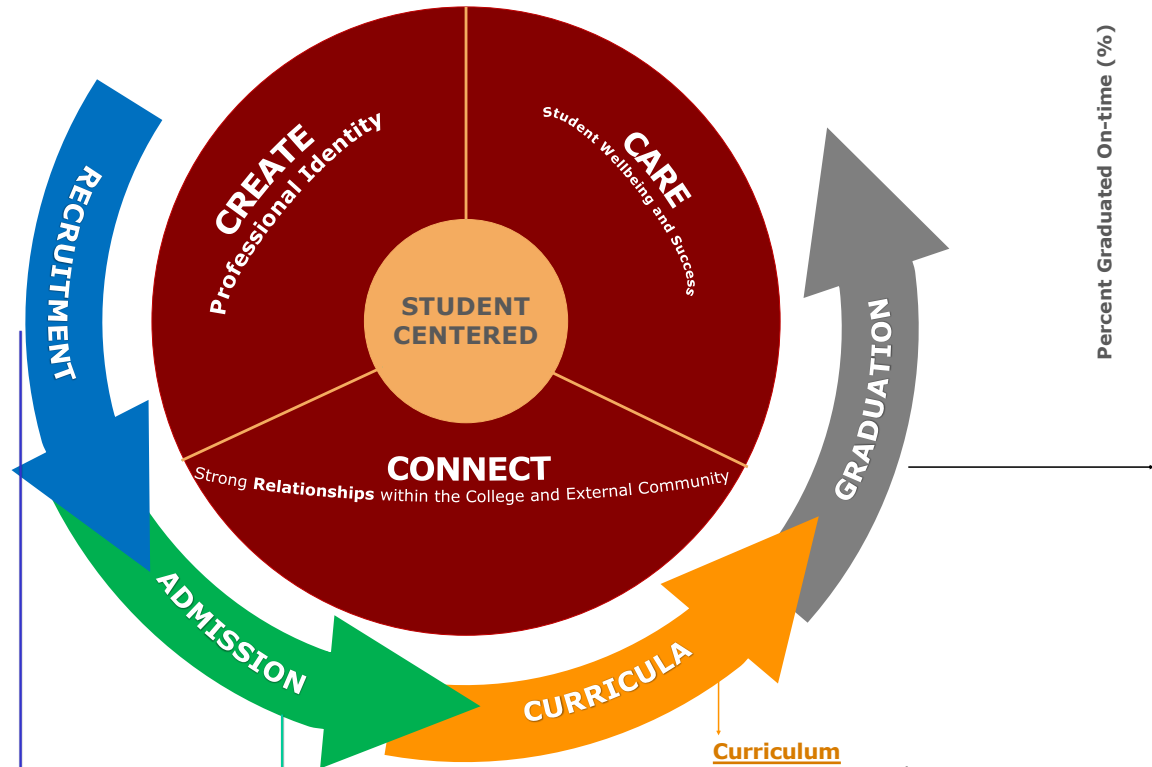 CREATE
Professional Identity
CARE
Student Wellbeing and Success
STUDENT
CENTERED
CONNECT
Strong Relationships within the College and External Community
RECRUITMENT
ADMISSION
CURRICULA
GRADUATION
Percent Graduated On-time (%)
Curriculum